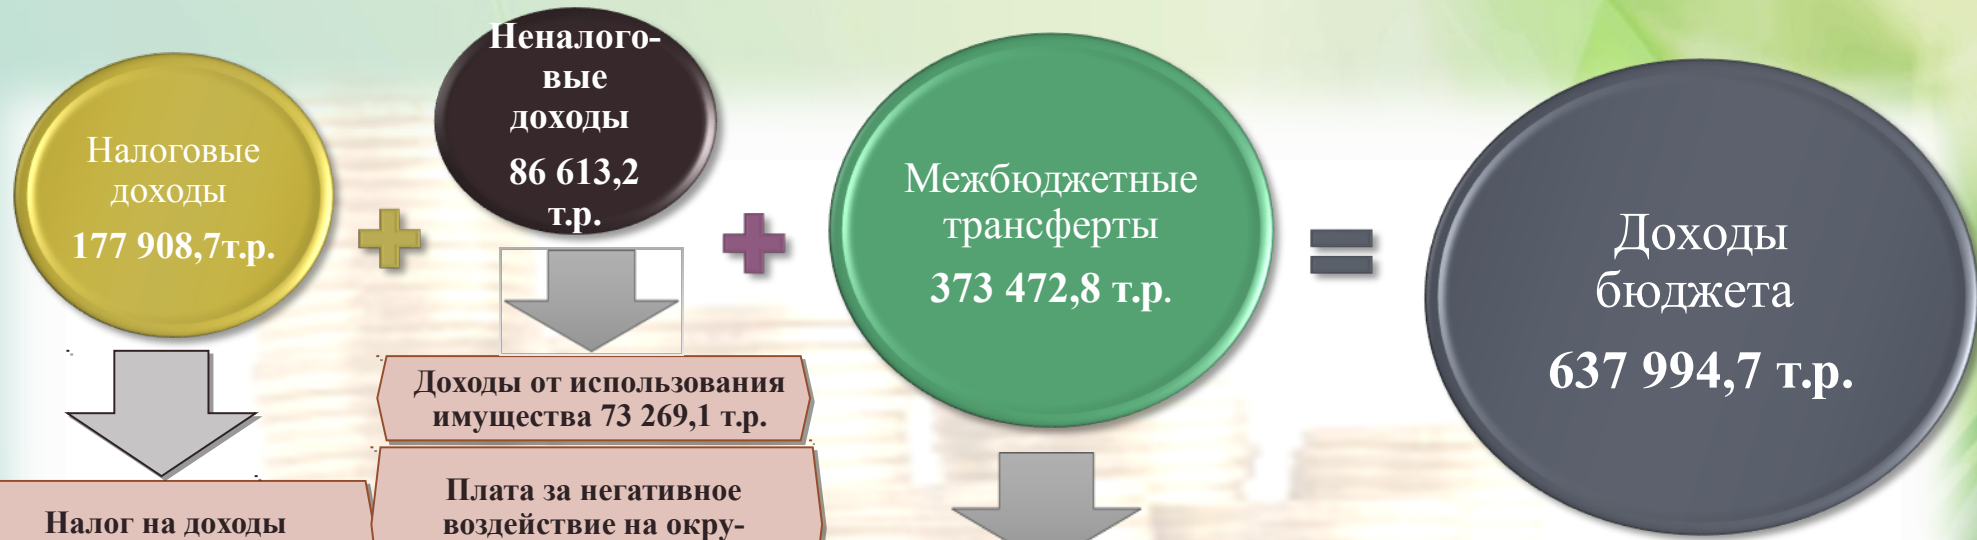 Налоговые
доходы
177 908,7т.р.
Неналого-
вые
доходы
86 613,2
т.р.
Межбюджетные
трансферты
373 472,8 т.р.
Доходы
бюджета
637 994,7 т.р.
Доходы от использования
имущества 73 269,1 т.р.
Плата за негативное
воздействие на окру-
Налог на доходы